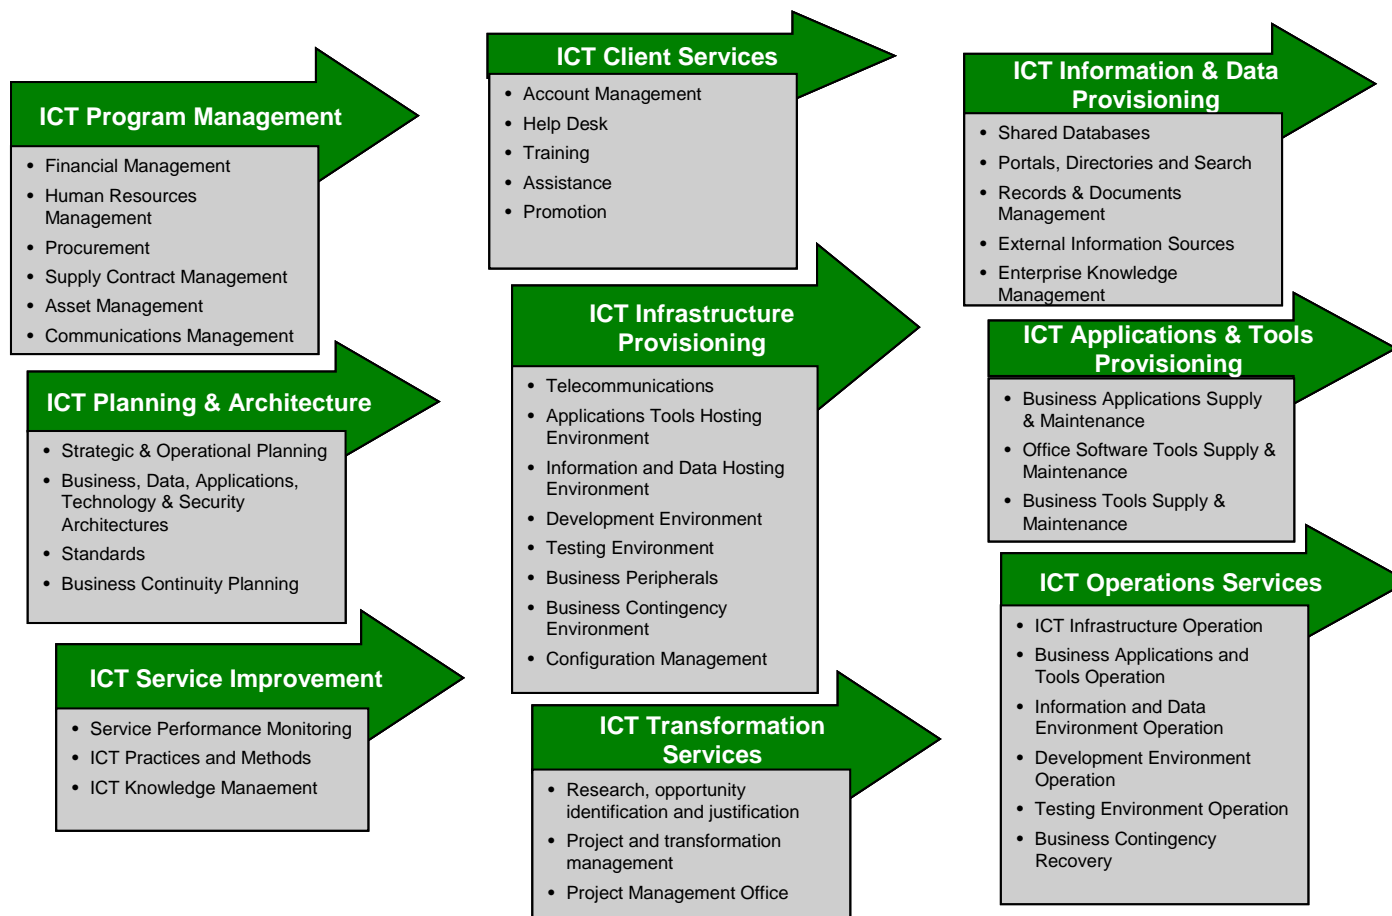 ICT Program Management
• Financial Management
• Human Resources
Management
• Procurement
• Supply Contract Management
• Asset Management
• Communications Management
ICT Planning & Architecture
• Strategic & Operational Planning
• Business, Data, Applications,
Technology & Security
Architectures
• Standards
• Business Continuity Planning
ICT Service Improvement
• Service Performance Monitoring
• ICT Practices and Methods
• ICT Knowledge Manaement
ICT Client Services
• Account Management
• Help Desk
• Training
• Assistance
• Promotion
ICT Infrastructure
Provisioning
• Telecommunications
• Applications Tools Hosting
Environment
• Information and Data Hosting
Environment
• Development Environment
• Testing Environment
• Business Peripherals
• Business Contingency
Environment
• Configuration Management
ICT Transformation
Services
• Research, opportunity
identification and justification
• Project and transformation
management
• Project Management Office
ICT Information & Data
Provisioning
• Shared Databases
• Portals, Directories and Search
• Records & Documents
Management
• External Information Sources
• Enterprise Knowledge
Management
ICT Applications & Tools
Provisioning
• Business Applications Supply
& Maintenance
• Office Software Tools Supply &
Maintenance
• Business Tools Supply &
Maintenance
ICT Operations Services
• ICT Infrastructure Operation
• Business Applications and
Tools Operation
• Information and Data
Environment Operation
• Development Environment
Operation
• Testing Environment Operation
• Business Contingency
Recovery